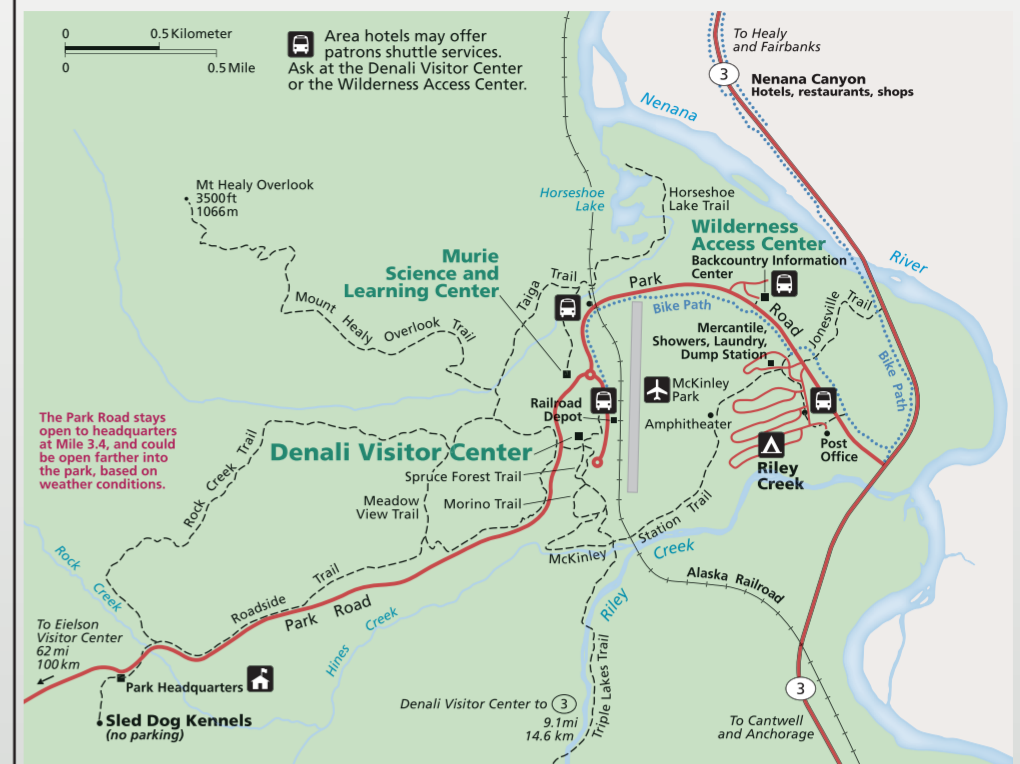 0 0.5 Kilometer
0 0.5 Mile
Area hotels may offer
patrons shuttle services.
Ask at the Denali Visitor Center
or the Wilderness Access Center.
To Healy
and Fairbanks
3
Nenana Canyon
Hotels, restaurants, shops
Nenana
River
Mt Healy Overlook
3500 ft
1066 m
Horseshoe
Lake
Horseshoe
Lake Trail
Wilderness
Access Center
Backcountry Information
Center
Murie
Science and
Learning Center
Taiga Trail
Park Road
Bike Path
Jonesville Trail
Mount Healy Overlook Trail
Mercantile,
Showers, Laundry,
Dump Station
Bike Path
McKinley
Park
Railroad
Depot
Amphitheater
The Park Road stays
open to headquarters
at Mile 3.4, and could
be open farther into
the park, based on
weather conditions.
Denali Visitor Center
Post
Office
Riley
Creek
Rock Creek Trail
Spruce Forest Trail
Meadow
View Trail
Morino Trail
McKinley Station Trail
Riley Creek
Rock Creek
Alaska Railroad
Roadside Trail
Park Road
Hines Creek
To Eielson
Visitor Center
62 mi
100 km
Triple Lakes Trail
Park Headquarters
3
Denali Visitor Center to 3
9.1mi
14.6 km
Sled Dog Kennels
(no parking)
To Cantwell
and Anchorage